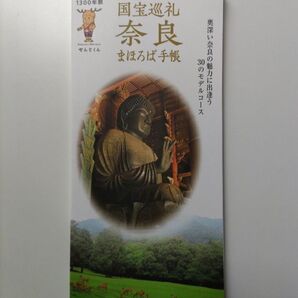 1300年祭
せんとくん
国宝巡礼
奈良
まほろば手帳
奥深い奈良の魅力に出逢う
30のモデルコース